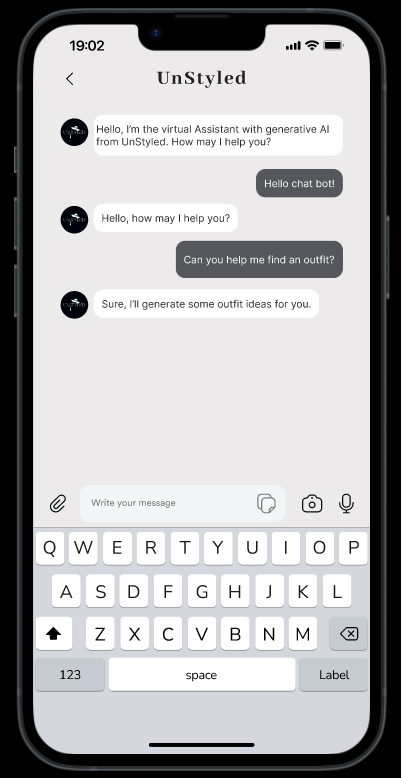 19:02
UnStyled
Hello, I’m the virtual Assistant with generative AI
from UnStyled. How may I help you?
Hello chat bot!
Hello, how may I help you?
Can you help me find an outfit?
Sure, I’ll generate some outfit ideas for you.
Write your message
Q W E R T Y U I O P
A S D F G H J K L
Z X C V B N M
123 space Label